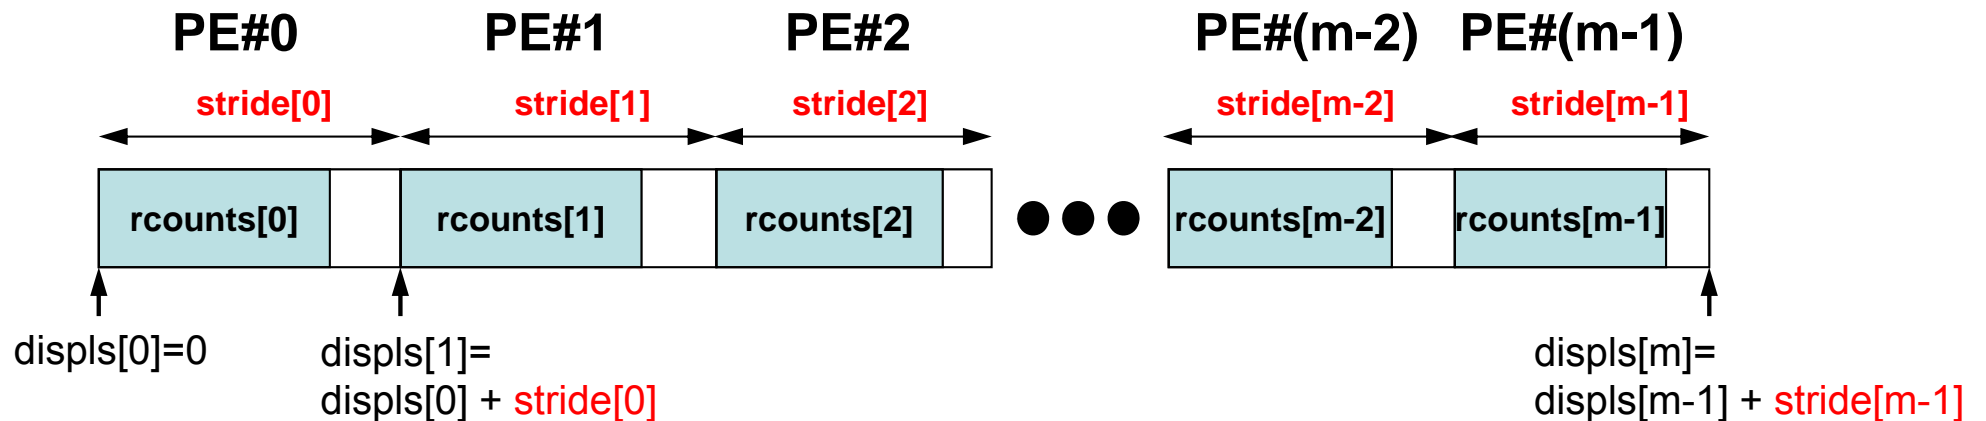 PE#0 PE#1 PE#2 PE#(m-2) PE#(m-1)
stride[0] stride[1] stride[2] stride[m-2] stride[m-1]
rcounts[0] rcounts[1] rcounts[2] rcounts[m-2] rcounts[m-1]
displs[0]=0 displs[1]= displs[m]=
displs[0] + stride[0] displs[m-1] + stride[m-1]